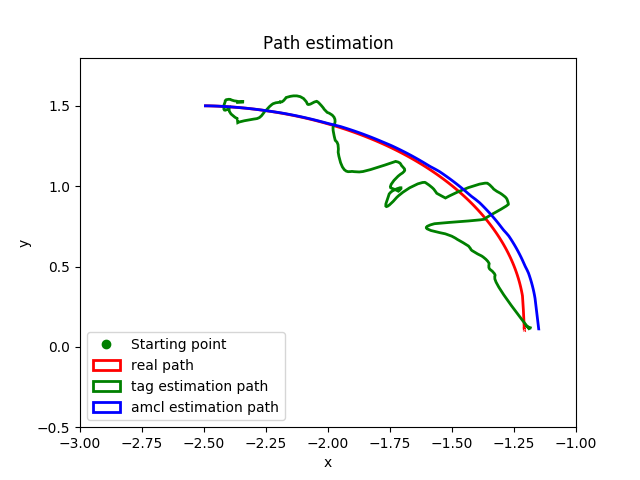 Path estimation
y
1.5
1.0
0.5
0.0
−0.5
Starting point
real path
tag estimation path
amcl estimation path
−3.00 −2.75 −2.50 −2.25 −2.00 −1.75 −1.50 −1.25 −1.00
x